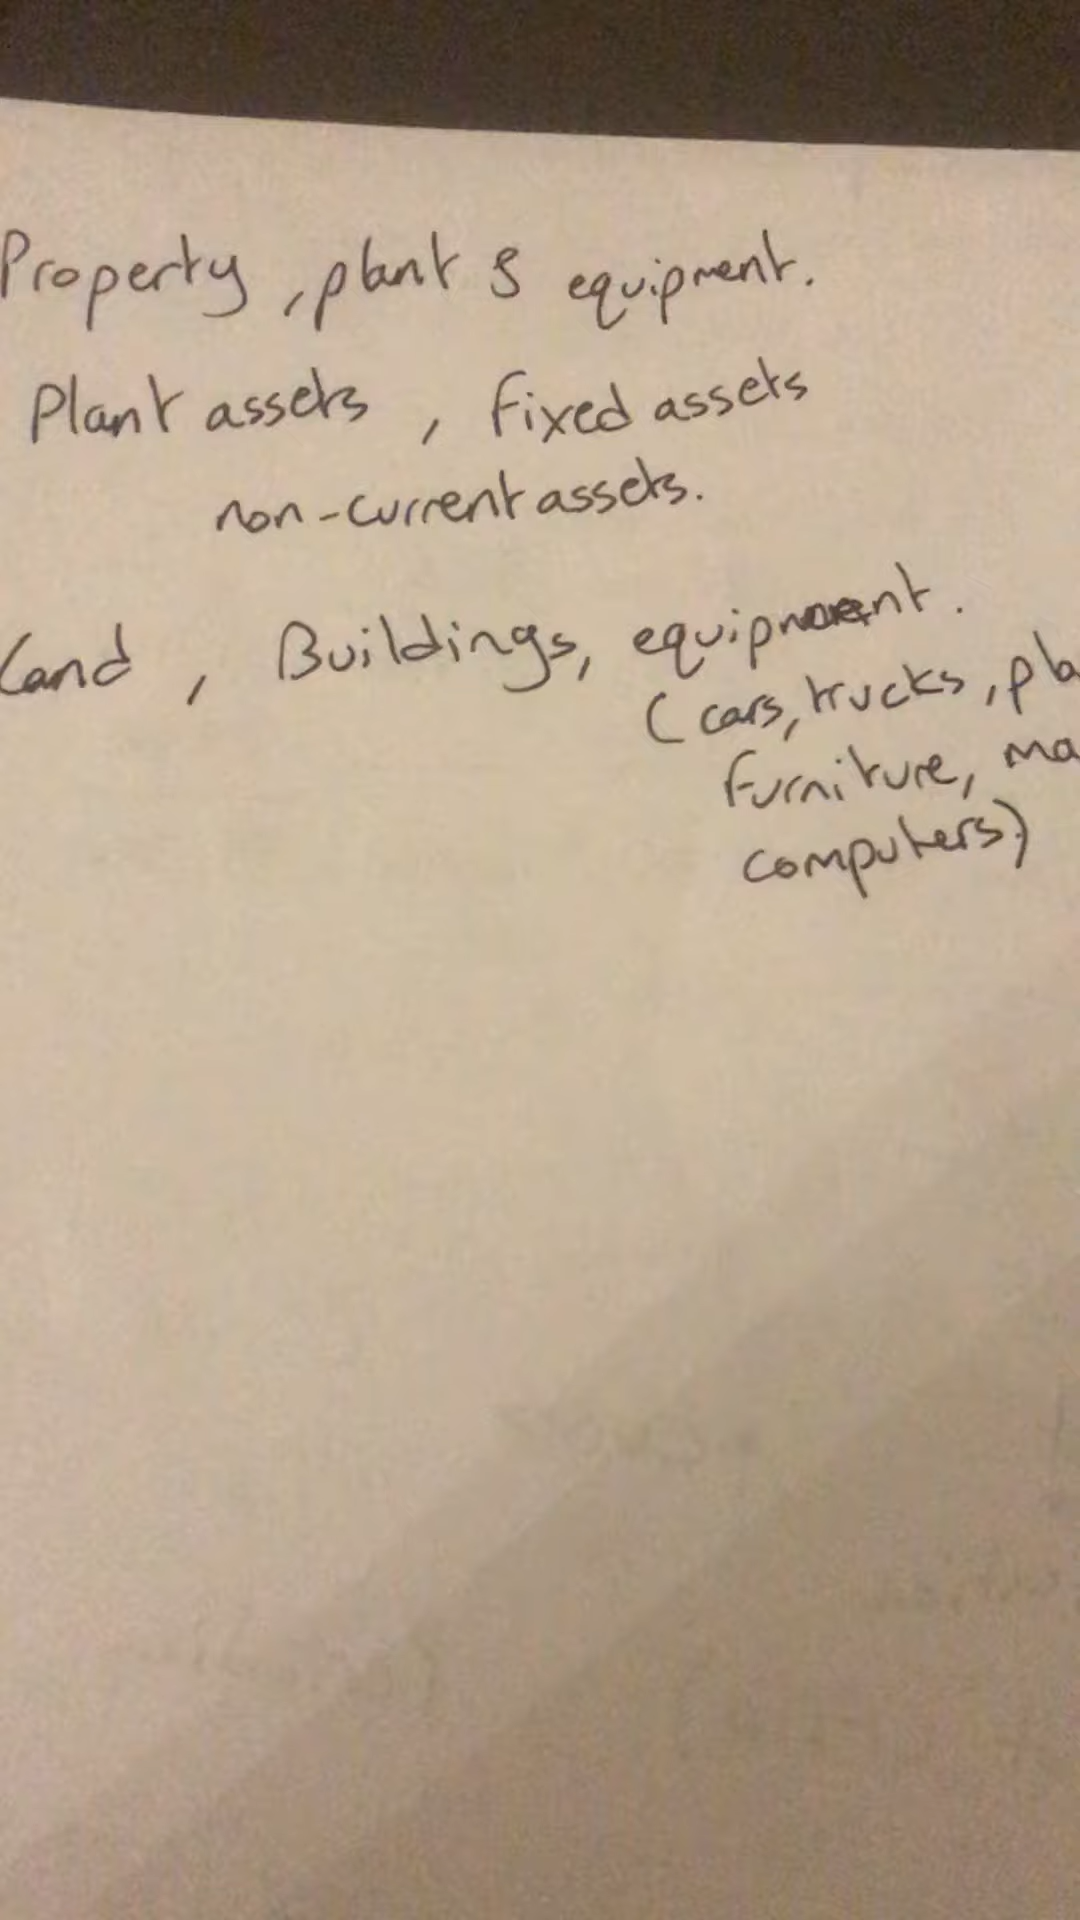 Property, plant & equipment.
Plant assets, fixed assets
non-current assets.
Land, Buildings, equipment.
(cars, trucks,
furniture,
computers)